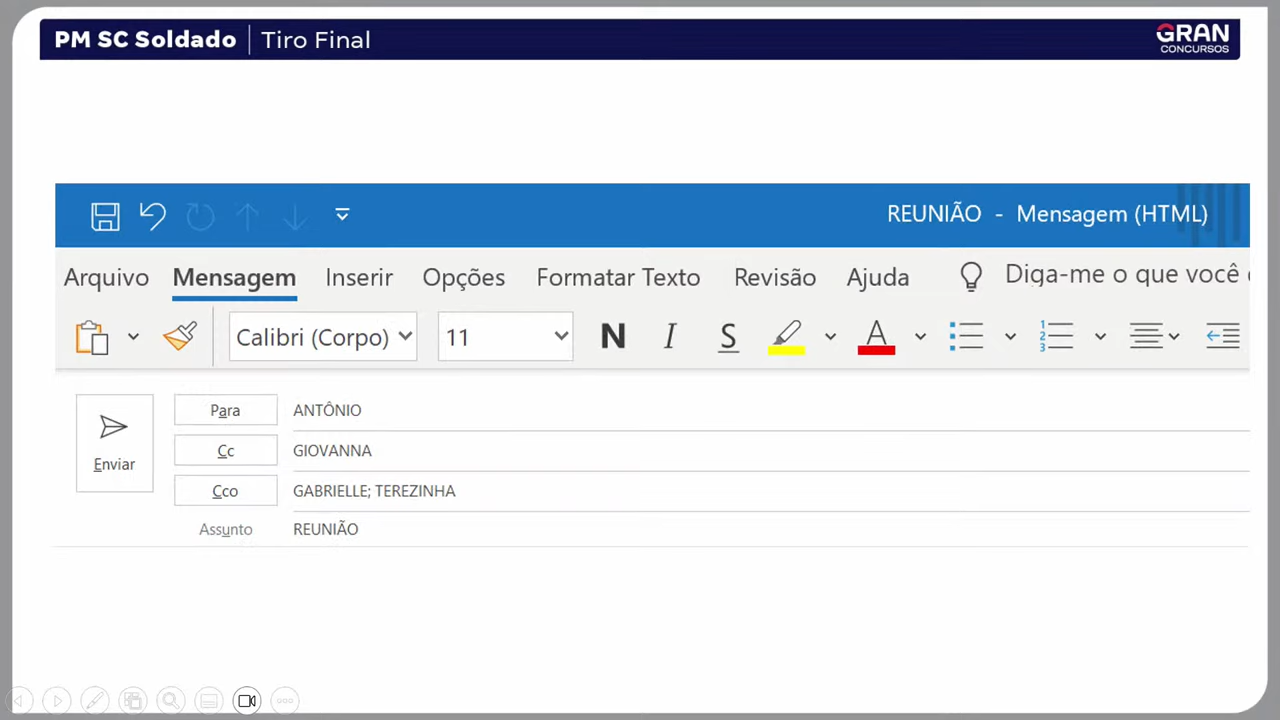 PM SC Soldado | Tiro Final
GRAN
CONCURSOS
REUNIÃO - Mensagem (HTML)
Arquivo Mensagem Inserir Opções Formatar Texto Revisão Ajuda Diga-me o que você
Calibri (Corpo) 11 N I S A
Enviar
Para ANTÔNIO
Cc GIOVANNA
Cco GABRIELLE; TEREZINHA
Assunto REUNIÃO